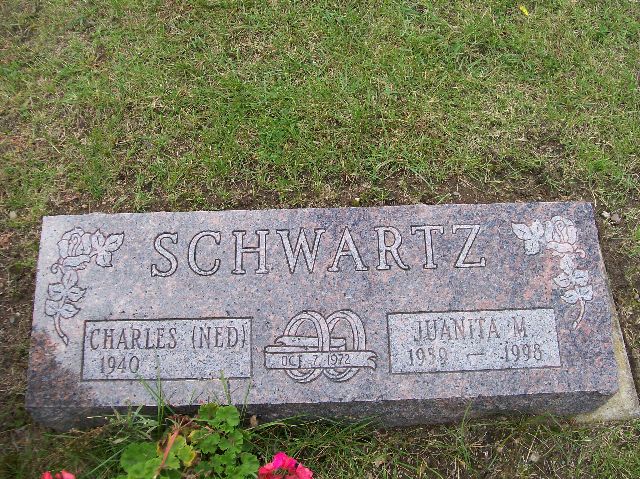 SCHWARTZ
CHARLES (NED)
1940
OCT. 7, 1972
JUANITA M.
1959 — 1998